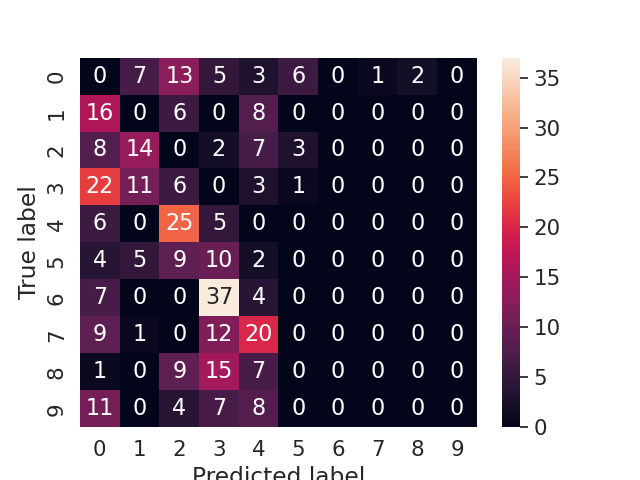 0 0 7 13 5 3 6 0 1 2 0
1 16 0 6 0 8 0 0 0 0 0
2 8 14 0 2 7 3 0 0 0 0
3 22 11 6 0 3 1 0 0 0 0
4 6 0 25 5 0 0 0 0 0 0
5 4 5 9 10 2 0 0 0 0 0
6 7 0 0 37 4 0 0 0 0 0
7 9 1 0 12 20 0 0 0 0 0
8 1 0 9 15 7 0 0 0 0 0
9 11 0 4 7 8 0 0 0 0 0
0 1 2 3 4 5 6 7 8 9
Predicted label
True label
35
30
25
20
15
10
5
0